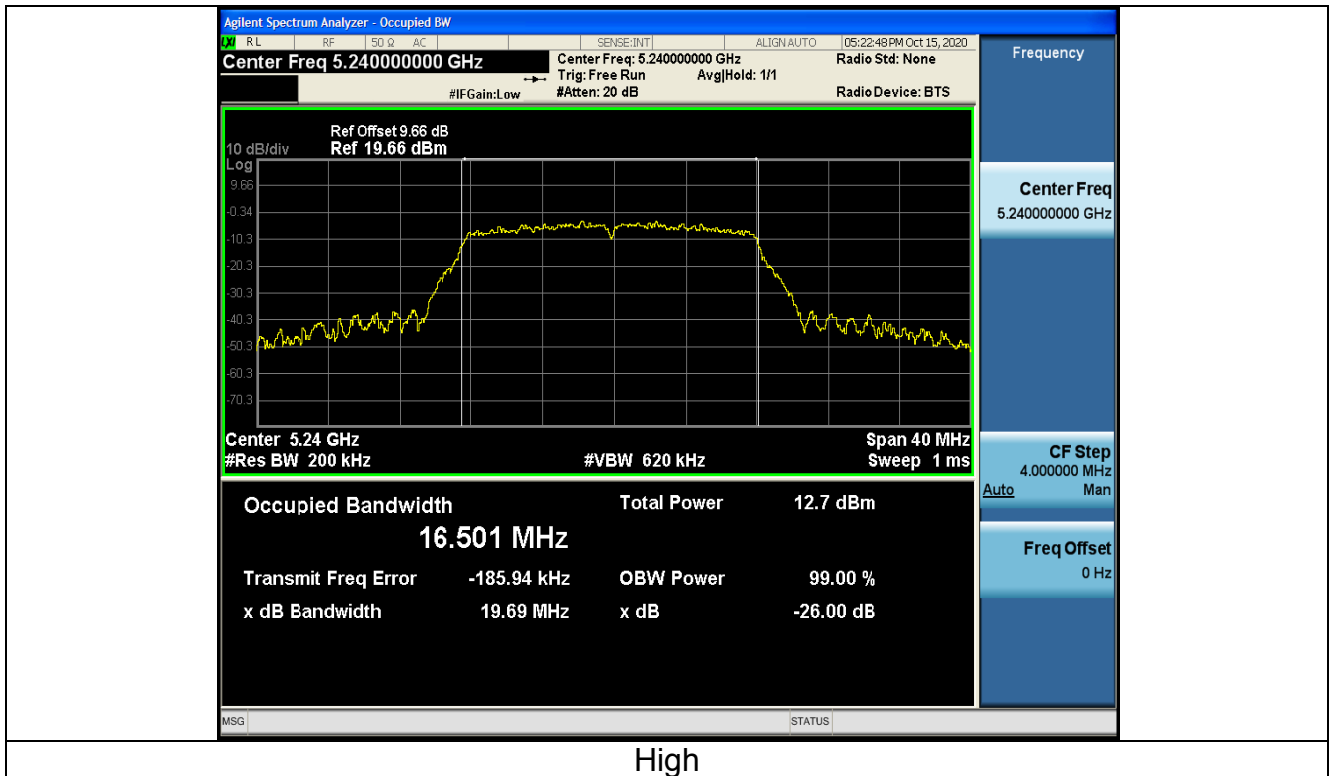 Agilent Spectrum Analyzer - Occupied BW
LXI RL RF 50 Ω AC SENSE:INT ALIGN AUTO 05:22:48 PM Oct 15, 2020
Center Freq 5.240000000 GHz
Center Freq: 5.240000000 GHz Radio Std: None
Trig: Free Run Avg|Hold: 1/1
#IFGain:Low #Atten: 20 dB Radio Device: BTS
Ref Offset 9.66 dB
10 dB/div Ref 19.66 dBm
Log
9.66
-0.34
-10.3
-20.3
-30.3
-40.3
-50.3
-60.3
-70.3
Center 5.24 GHz Span 40 MHz
#Res BW 200 kHz #VBW 620 kHz Sweep 1 ms
Occupied Bandwidth Total Power 12.7 dBm
16.501 MHz
Transmit Freq Error -185.94 kHz OBW Power 99.00 %
x dB Bandwidth 19.69 MHz x dB -26.00 dB
MSG STATUS
Frequency
Center Freq
5.240000000 GHz
CF Step
4.000000 MHz
Auto Man
Freq Offset
0 Hz
High